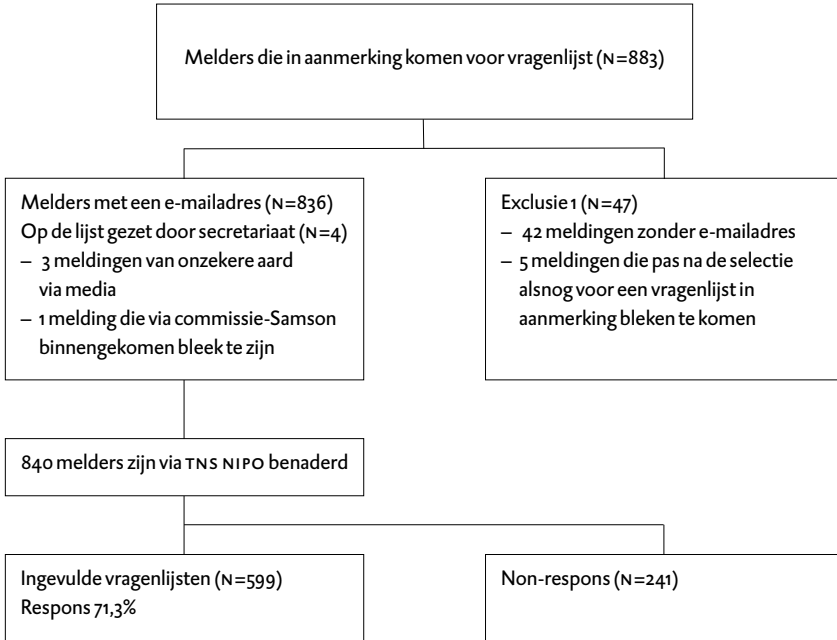 Melders die in aanmerking komen voor vragenlijst (N=883)
Melders met een e-mailadres (N=836)
Op de lijst gezet door secretariaat (N=4)
– 3 meldingen van onzekere aard
via media
– 1 melding die via commissie-Samson
binnengekomen bleek te zijn
Exclusie 1 (N=47)
– 42 meldingen zonder e-mailadres
– 5 meldingen die pas na de selectie
alsnog voor een vragenlijst in
aanmerking bleken te komen
840 melders zijn via TNS NIPO benaderd
Ingevulde vragenlijsten (N=599)
Respons 71,3%
Non-respons (N=241)